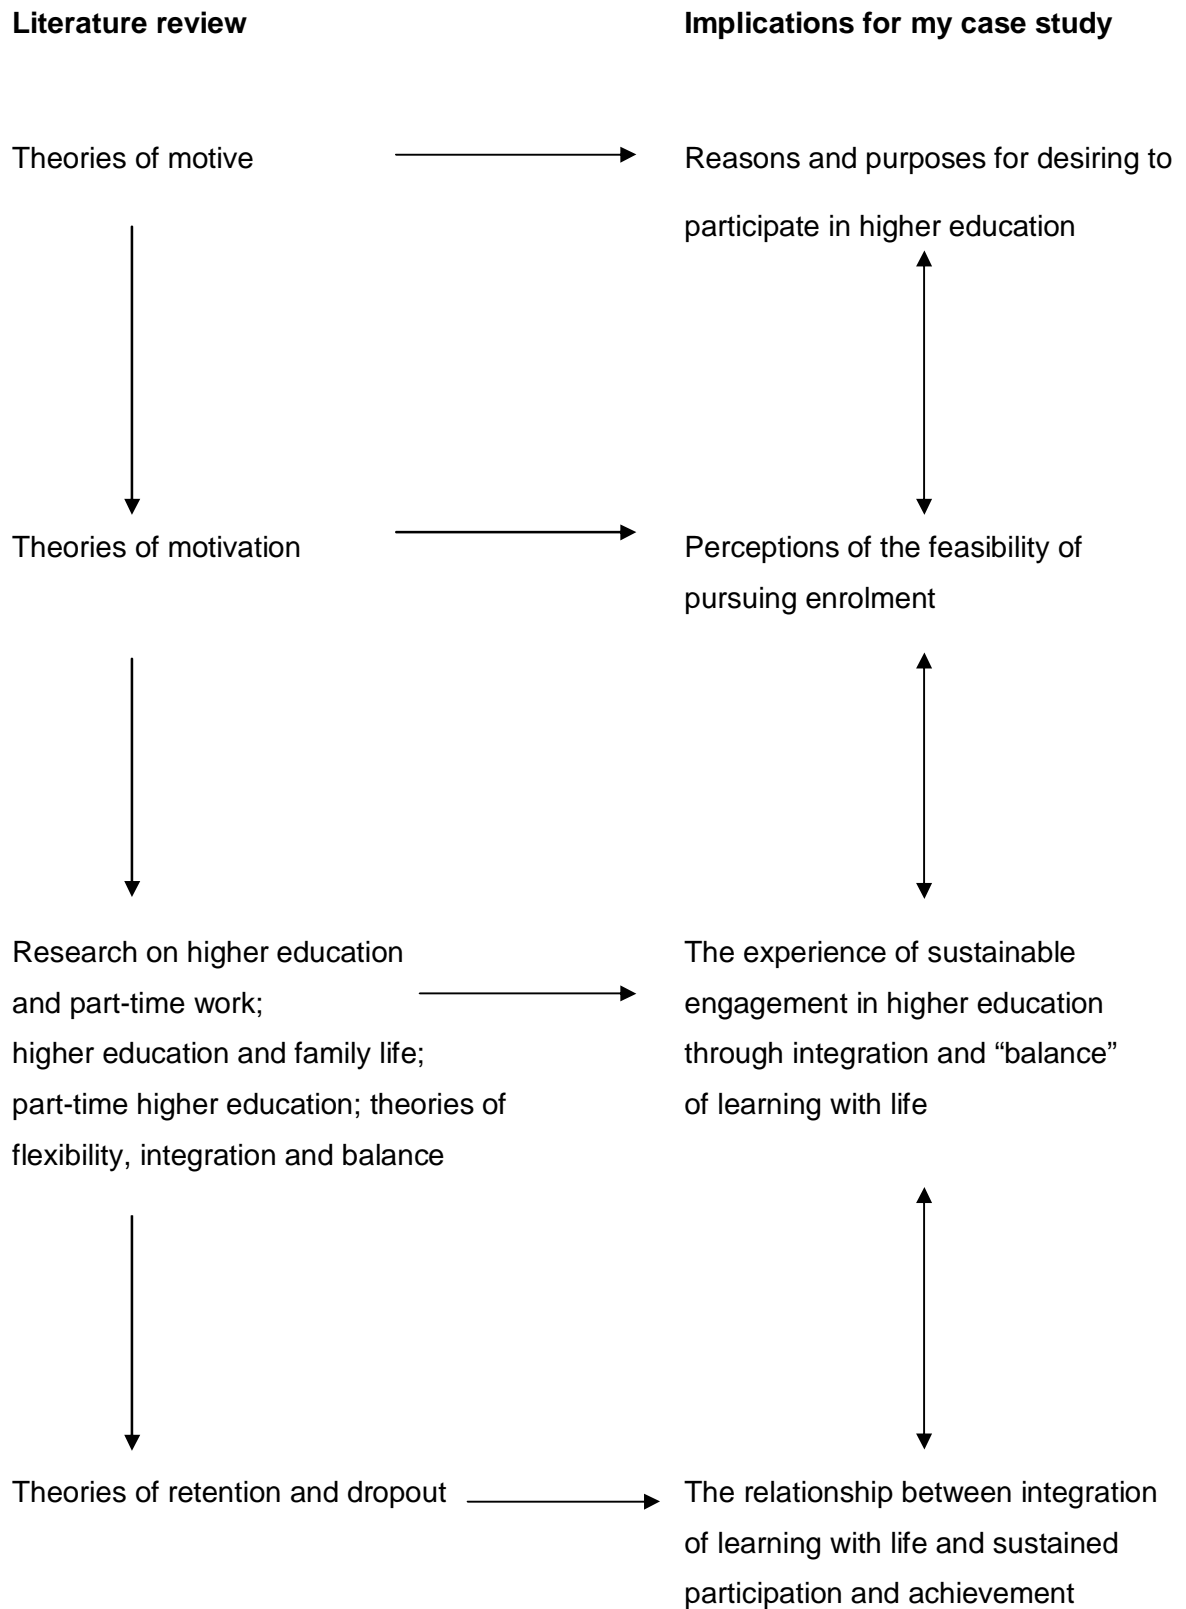 Literature review
Implications for my case study
Theories of motive
Reasons and purposes for desiring to
participate in higher education
Theories of motivation
Perceptions of the feasibility of
pursuing enrolment
Research on higher education
and part-time work;
higher education and family life;
part-time higher education; theories of
flexibility, integration and balance
The experience of sustainable
engagement in higher education
through integration and “balance”
of learning with life
Theories of retention and dropout
The relationship between integration
of learning with life and sustained
participation and achievement